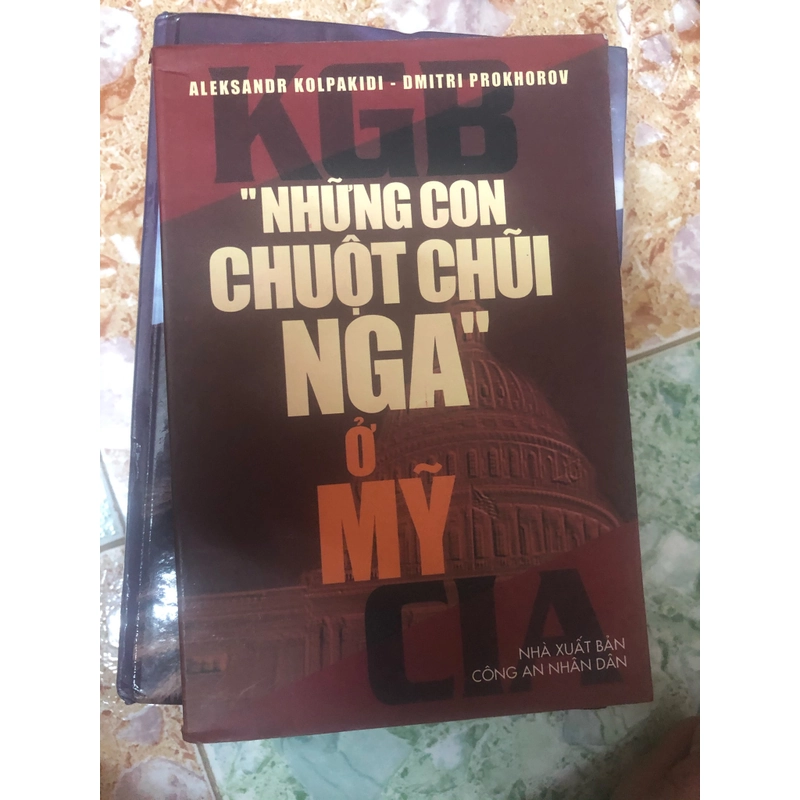 ALEKSANDR KOLPAKIDI - DMITRI PROKHOROV
KGB
"NHỮNG CON
CHUỘT CHŨI
NGA"
Ở
MỸ
CIA
NHÀ XUẤT BẢN
CÔNG AN NHÂN DÂN